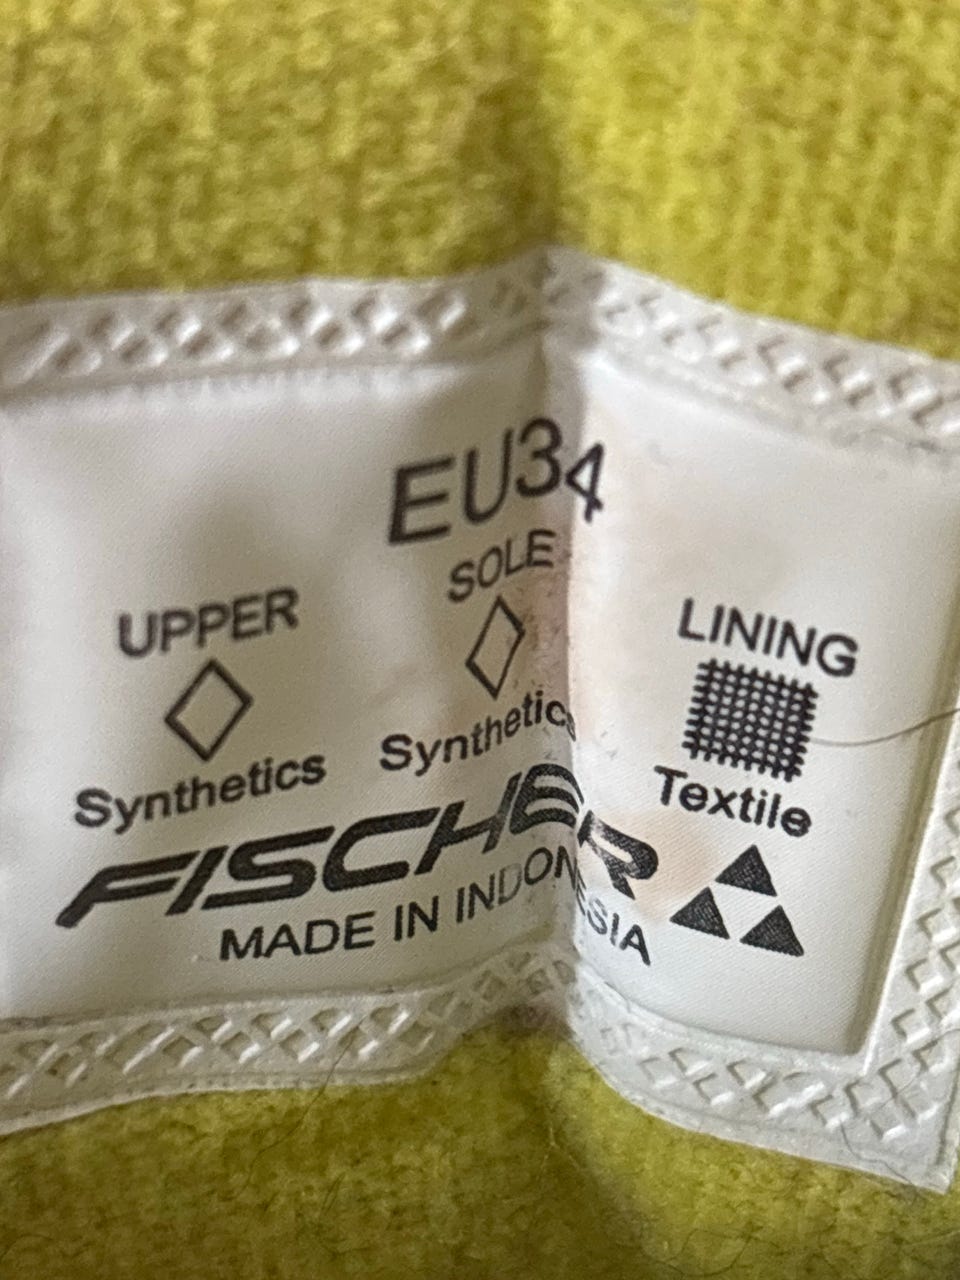 EU34
UPPER SOLE LINING
Synthetics Synthetics Textile
FISCHER
MADE IN INDONESIA